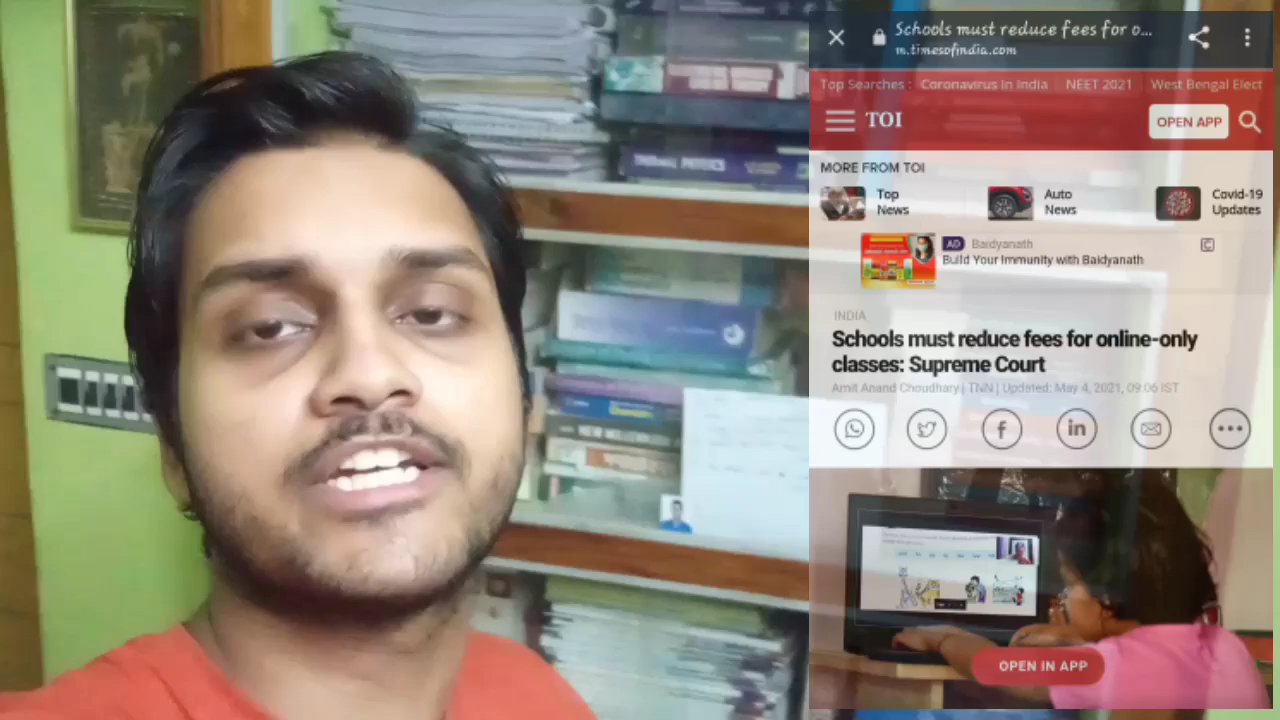 Schools must reduce fees for o...
m.timesofindia.com
Top Searches : Coronavirus in India NEET 2021 West Bengal Elect
TOI
OPEN APP
MORE FROM TOI
Top
News
Auto
News
Covid-19
Updates
AD Baidyanath
Build Your Immunity with Baidyanath
INDIA
Schools must reduce fees for online-only
classes: Supreme Court
Amit Anand Choudhary | TNN | Updated: May 4, 2021, 09:06 IST
OPEN IN APP
THERMAL PHYSICS